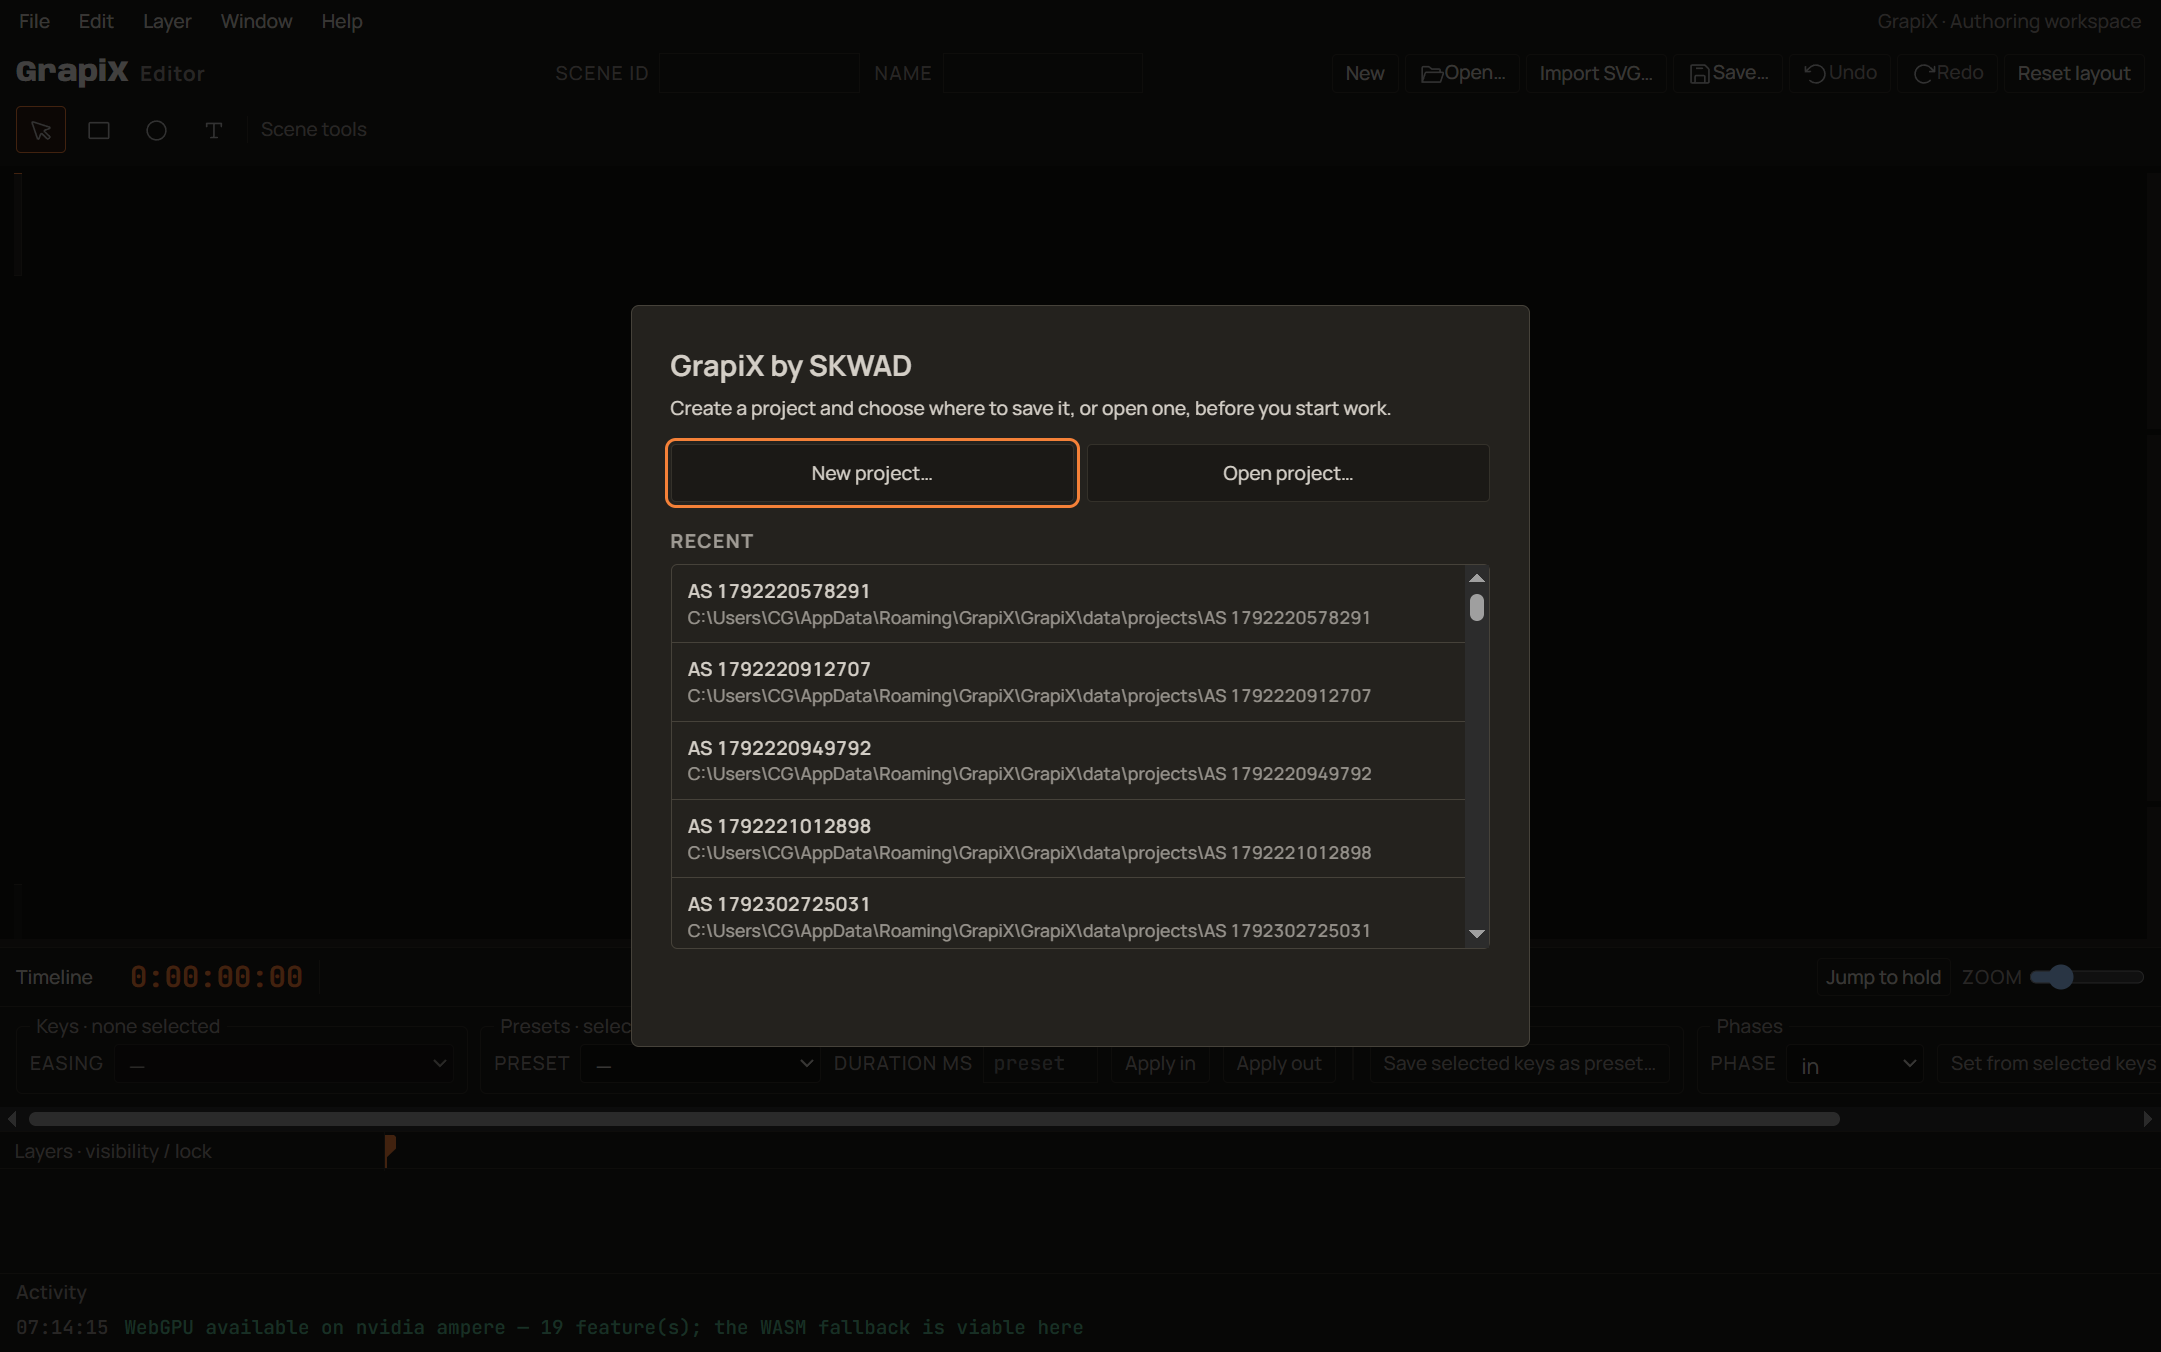 File Edit Layer Window Help GrapiX · Authoring workspace
GrapiX Editor SCENE ID NAME New Open... Import SVG... Save... Undo Redo Reset layout
T Scene tools
GrapiX by SKWAD
Create a project and choose where to save it, or open one, before you start work.
New project... Open project...
RECENT
AS 1792220578291
C:\Users\CG\AppData\Roaming\GrapiX\GrapiX\data\projects\AS 1792220578291
AS 1792220912707
C:\Users\CG\AppData\Roaming\GrapiX\GrapiX\data\projects\AS 1792220912707
AS 1792220949792
C:\Users\CG\AppData\Roaming\GrapiX\GrapiX\data\projects\AS 1792220949792
AS 1792221012898
C:\Users\CG\AppData\Roaming\GrapiX\GrapiX\data\projects\AS 1792221012898
AS 1792302725031
C:\Users\CG\AppData\Roaming\GrapiX\GrapiX\data\projects\AS 1792302725031
Timeline 0:00:00:00 Jump to hold ZOOM
Keys · none selected Presets · selec Phases
EASING — PRESET — DURATION MS preset Apply in Apply out Save selected keys as preset... PHASE in Set from selected keys
Layers · visibility / lock
Activity
07:14:15 WebGPU available on nvidia ampere — 19 feature(s); the WASM fallback is viable here